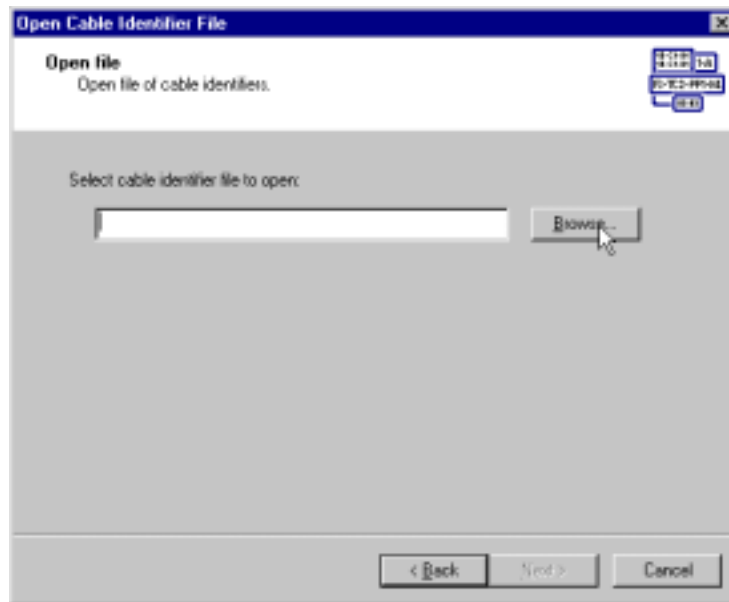 Open Cable Identifier File
Open file
Open file of cable identifiers.
Select cable identifier file to open:
Browse...
< Back
Next >
Cancel